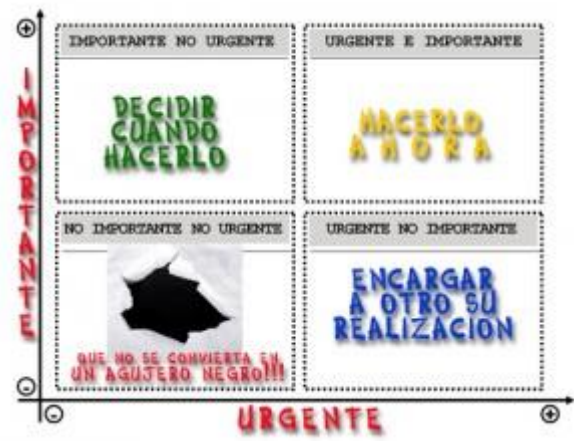 IMPORTANTE NO URGENTE
DECIDIR
CUANDO
HACERLO
URGENTE E IMPORTANTE
HACERLO
AHORA
NO IMPORTANTE NO URGENTE
QUE NO SE CONVIERTA EN
UN AGUJERO NEGRO!!!
URGENTE NO IMPORTANTE
ENCARGAR
A OTRO SU
REALIZACION
IMPORTANTE
URGENTE